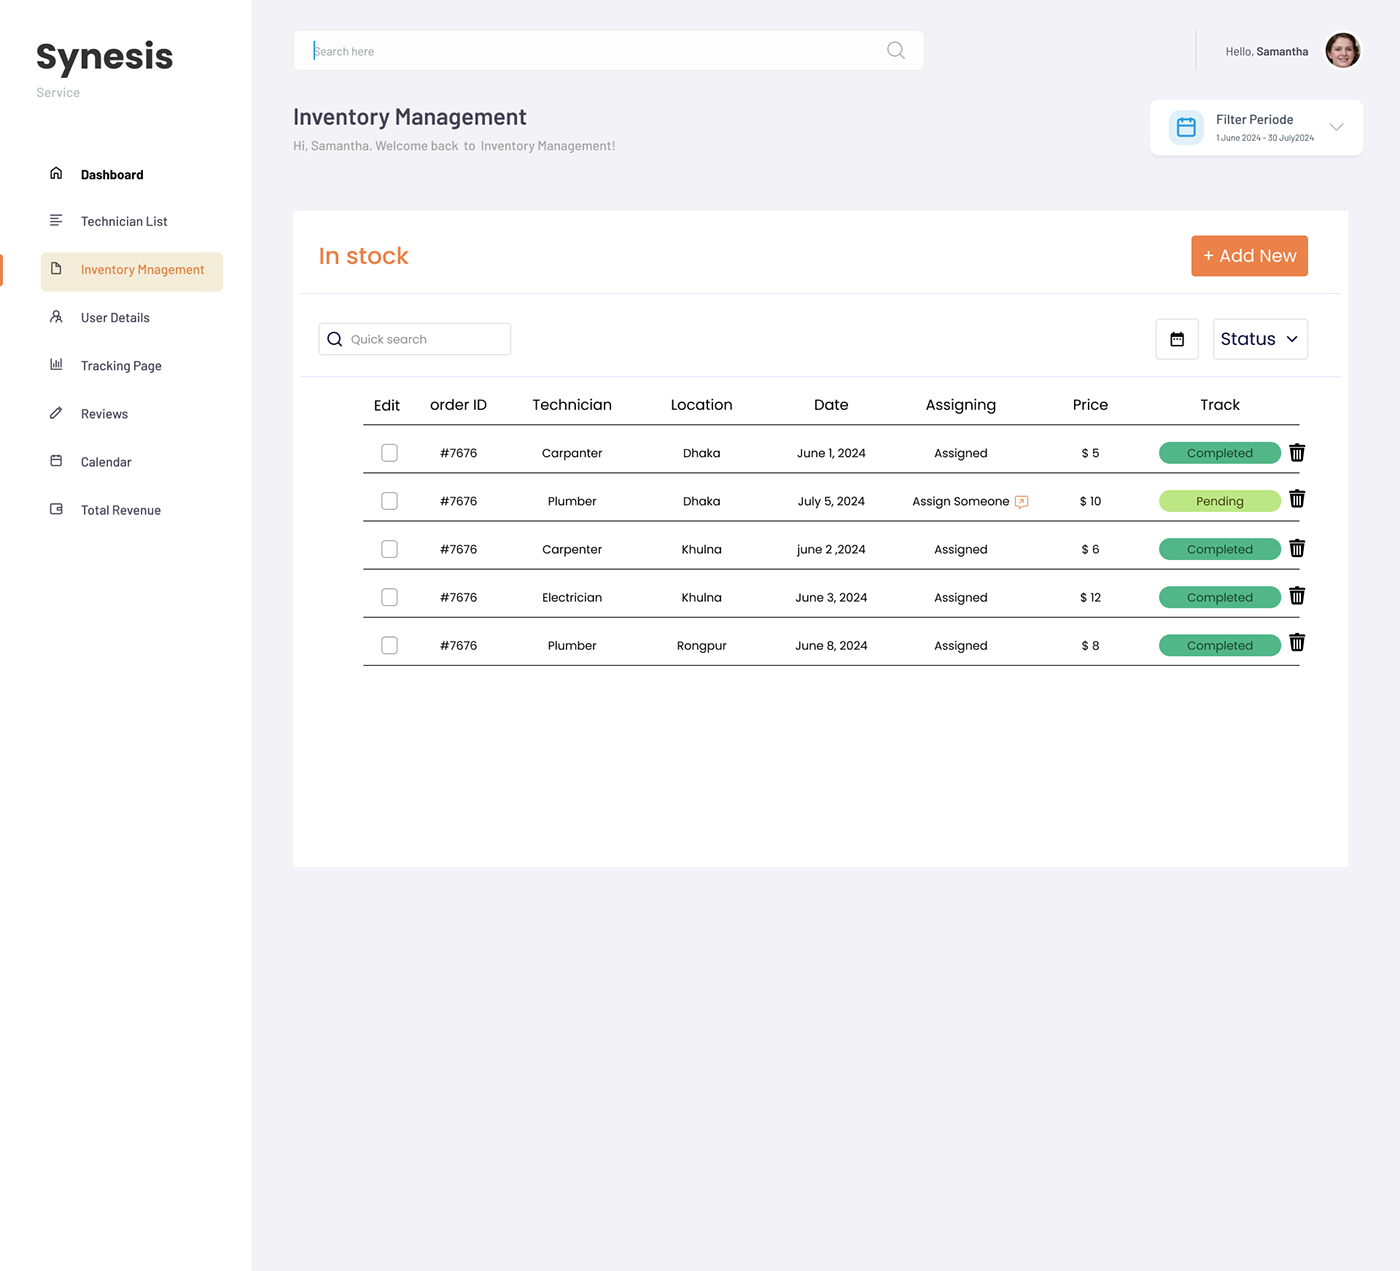 Synesis
Service
Search here
Hello, Samantha
Inventory Management
Hi, Samantha. Welcome back to Inventory Management!
Filter Periode
1 June 2024 - 30 July2024
Dashboard
Technician List
Inventory Mnagement
User Details
Tracking Page
Reviews
Calendar
Total Revenue
In stock
+ Add New
Quick search
Status
Edit order ID Technician Location Date Assigning Price Track
#7676 Carpanter Dhaka June 1, 2024 Assigned $ 5 Completed
#7676 Plumber Dhaka July 5, 2024 Assign Someone $ 10 Pending
#7676 Carpenter Khulna june 2 ,2024 Assigned $ 6 Completed
#7676 Electrician Khulna June 3, 2024 Assigned $ 12 Completed
#7676 Plumber Rongpur June 8, 2024 Assigned $ 8 Completed